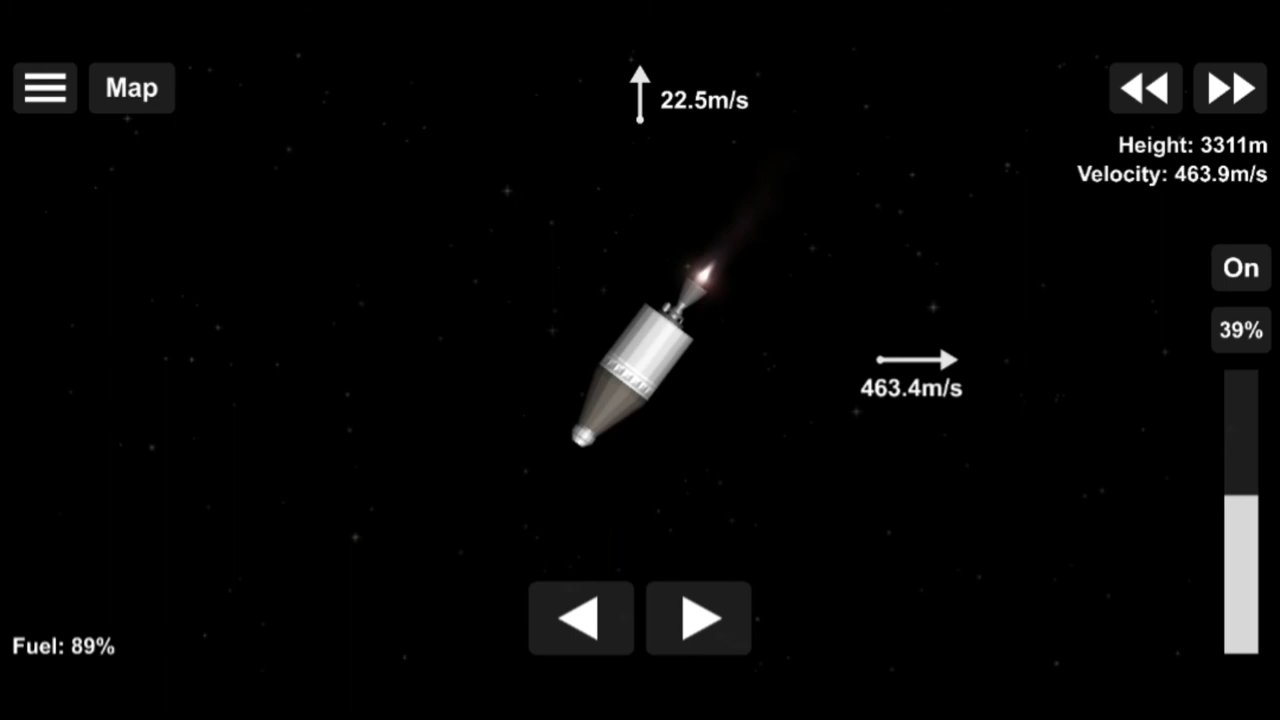 Map
22.5m/s
Height: 3311m
Velocity: 463.9m/s
On
39%
463.4m/s
Fuel: 89%